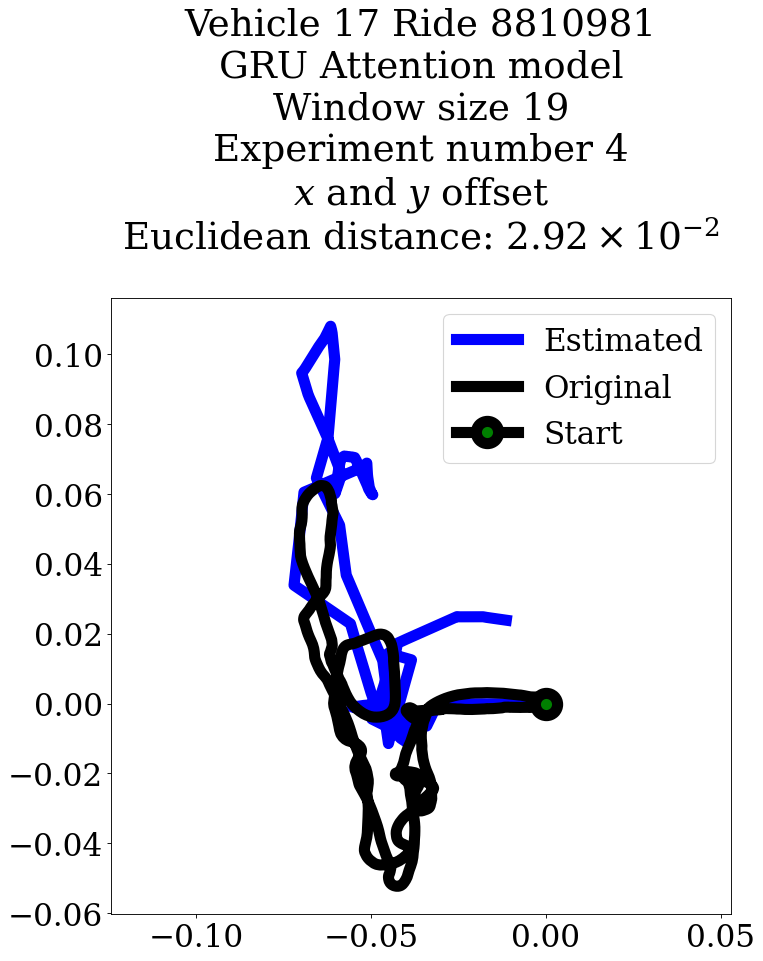 Vehicle 17 Ride 8810981
GRU Attention model
Window size 19
Experiment number 4
x and y offset
Euclidean distance: 2.92 × 10⁻²
Estimated
Original
Start
0.10
0.08
0.06
0.04
0.02
0.00
−0.02
−0.04
−0.06
−0.10
−0.05
0.00
0.05